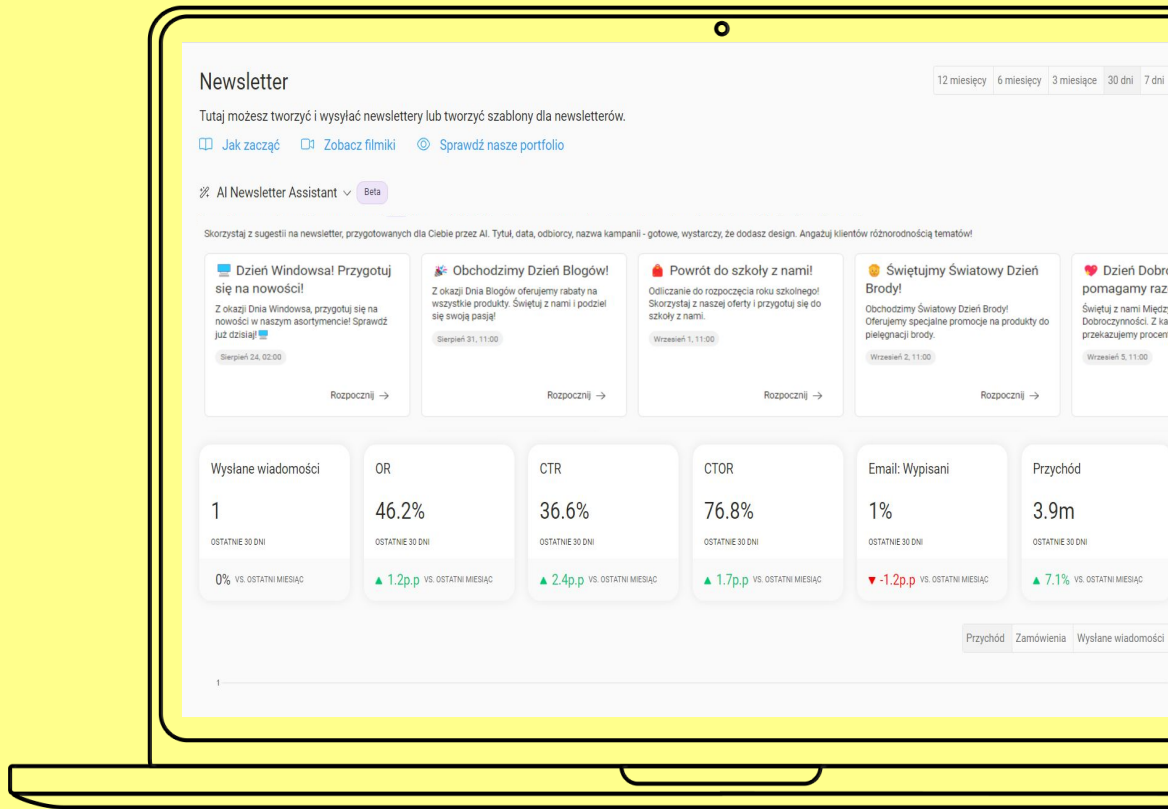 Newsletter
12 miesięcy 6 miesięcy 3 miesiące 30 dni 7 dni
Tutaj możesz tworzyć i wysyłać newslettery lub tworzyć szablony dla newsletterów.
Jak zacząć Zobacz filmiki Sprawdź nasze portfolio
AI Newsletter Assistant Beta
Skorzystaj z sugestii na newsletter, przygotowanych dla Ciebie przez AI. Tytuł, data, odbiorcy, nazwa kampanii - gotowe, wystarczy, że dodasz design. Angażuj klientów różnorodnością tematów!
Dzień Windowsa! Przygotuj
się na nowości!
Z okazji Dnia Windowsa, przygotuj się na
nowości w naszym asortymencie! Sprawdź
już dzisiaj!
Sierpień 24, 02:00
Rozpocznij →
Obchodzimy Dzień Blogów!
Z okazji Dnia Blogów oferujemy rabaty na
wszystkie produkty. Świętuj z nami i podziel
się swoją pasją!
Sierpień 31, 11:00
Rozpocznij →
Powrót do szkoły z nami!
Odliczanie do rozpoczęcia roku szkolnego!
Skorzystaj z naszej oferty i przygotuj się do
szkoły z nami.
Wrzesień 1, 11:00
Rozpocznij →
Świętujmy Światowy Dzień
Brody!
Obchodzimy Światowy Dzień Brody!
Oferujemy specjalne promocje na produkty do
pielęgnacji brody.
Wrzesień 2, 11:00
Rozpocznij →
Dzień Dobro
pomagamy raz
Świętuj z nami Między
Dobroczynności. Z ka
przekazujemy procent
Wrzesień 5, 11:00
Wysłane wiadomości
1
OSTATNIE 30 DNI
0% VS. OSTATNI MIESIĄC
OR
46.2%
OSTATNIE 30 DNI
▲ 1.2p.p VS. OSTATNI MIESIĄC
CTR
36.6%
OSTATNIE 30 DNI
▲ 2.4p.p VS. OSTATNI MIESIĄC
CTOR
76.8%
OSTATNIE 30 DNI
▲ 1.7p.p VS. OSTATNI MIESIĄC
Email: Wypisani
1%
OSTATNIE 30 DNI
▼ -1.2p.p VS. OSTATNI MIESIĄC
Przychód
3.9m
OSTATNIE 30 DNI
▲ 7.1% VS. OSTATNI MIESIĄC
Przychód Zamówienia Wysłane wiadomości
1